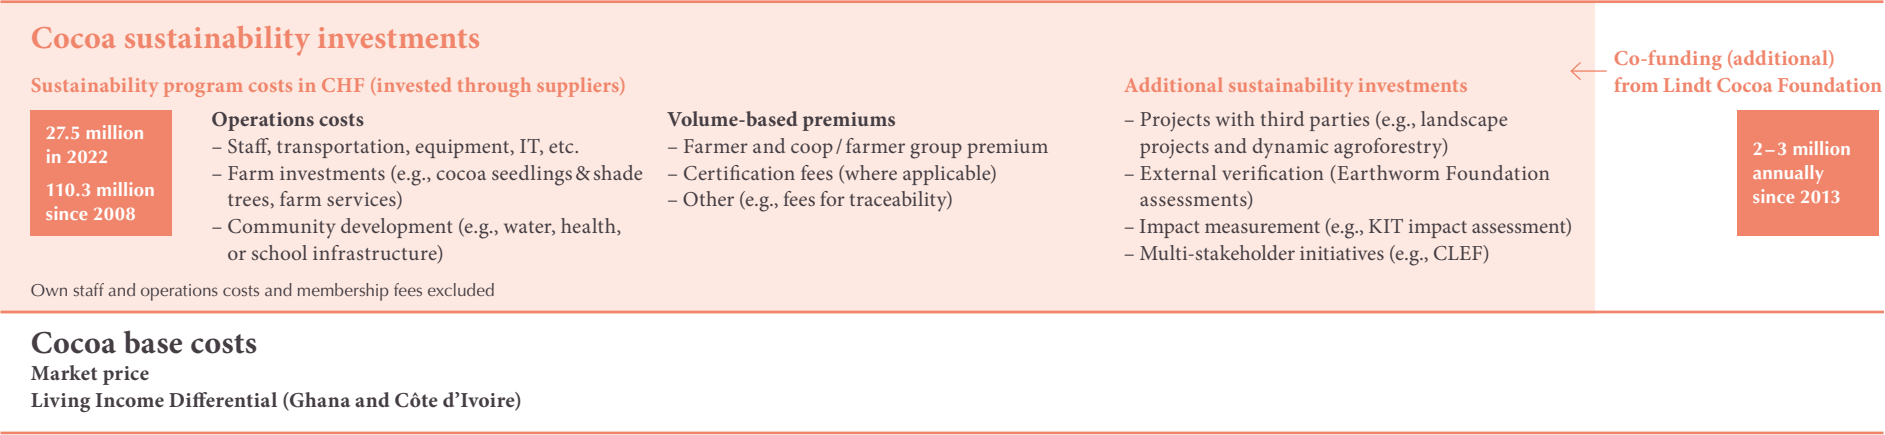 Cocoa sustainability investments
Sustainability program costs in CHF (invested through suppliers)
27.5 million
in 2022
110.3 million
since 2008
Operations costs
– Staff, transportation, equipment, IT, etc.
– Farm investments (e.g., cocoa seedlings & shade
trees, farm services)
– Community development (e.g., water, health,
or school infrastructure)
Volume-based premiums
– Farmer and coop / farmer group premium
– Certification fees (where applicable)
– Other (e.g., fees for traceability)
Additional sustainability investments
– Projects with third parties (e.g., landscape
projects and dynamic agroforestry)
– External verification (Earthworm Foundation
assessments)
– Impact measurement (e.g., KIT impact assessment)
– Multi-stakeholder initiatives (e.g., CLEF)
Co-funding (additional)
from Lindt Cocoa Foundation
2–3 million
annually
since 2013
Own staff and operations costs and membership fees excluded
Cocoa base costs
Market price
Living Income Differential (Ghana and Côte d’Ivoire)